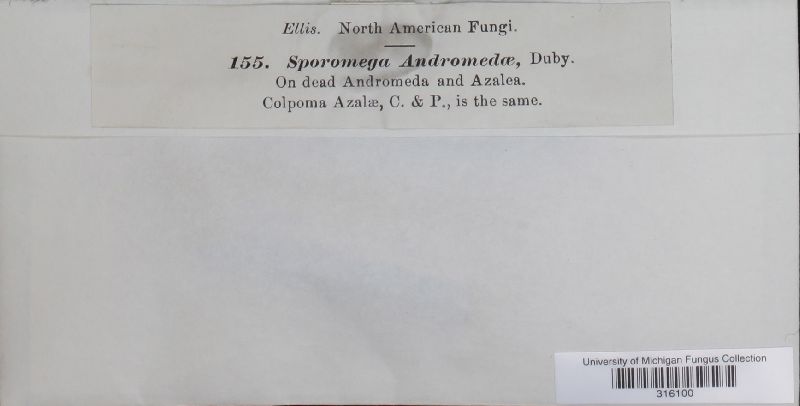 Ellis. North American Fungi.
155. Sporomega Andromedæ, Duby.
On dead Andromeda and Azalea.
Colpoma Azalæ, C. & P., is the same.
University of Michigan Fungus Collection
316100